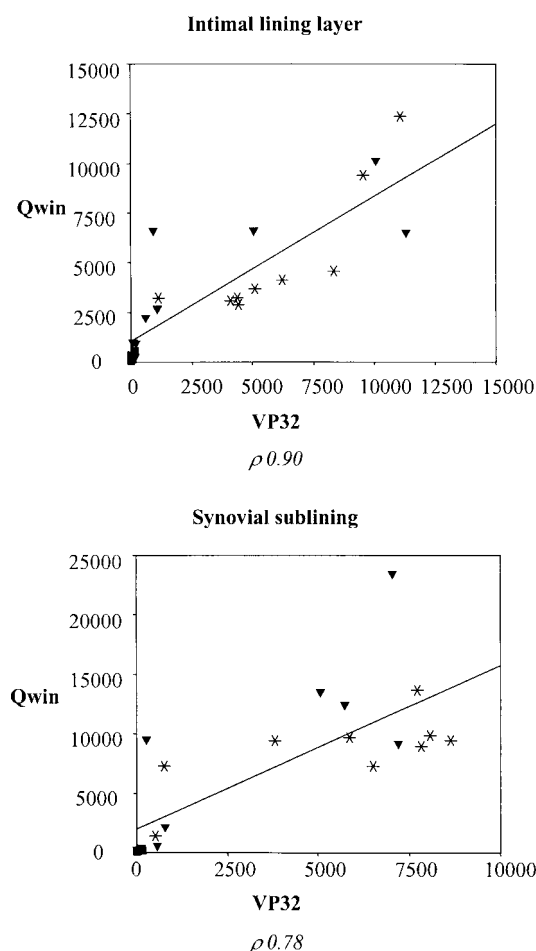 Intimal lining layer
15000
12500
10000
Qwin
7500
5000
2500
0
0 2500 5000 7500 10000 12500 15000
VP32
ρ 0.90
Synovial sublining
25000
20000
15000
Qwin
10000
5000
0
0 2500 5000 7500 10000
VP32
ρ 0.78